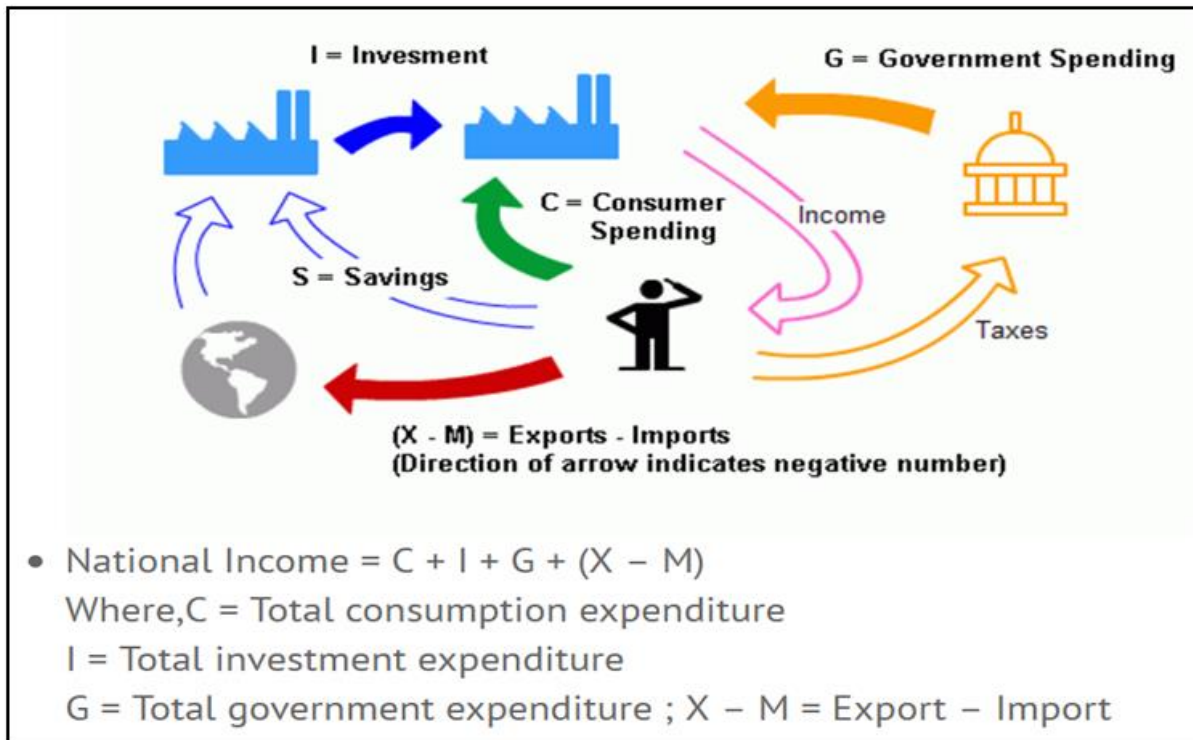 I = Invesment
G = Government Spending
C = Consumer
Spending
Income
S = Savings
Taxes
(X - M) = Exports - Imports
(Direction of arrow indicates negative number)
• National Income = C + I + G + (X – M)
Where,C = Total consumption expenditure
I = Total investment expenditure
G = Total government expenditure ; X – M = Export – Import